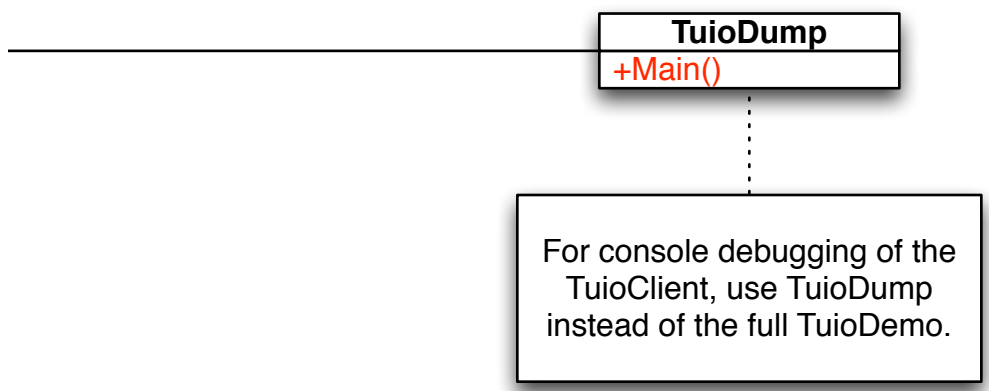 TuioDump
+Main()
For console debugging of the
TuioClient, use TuioDump
instead of the full TuioDemo.